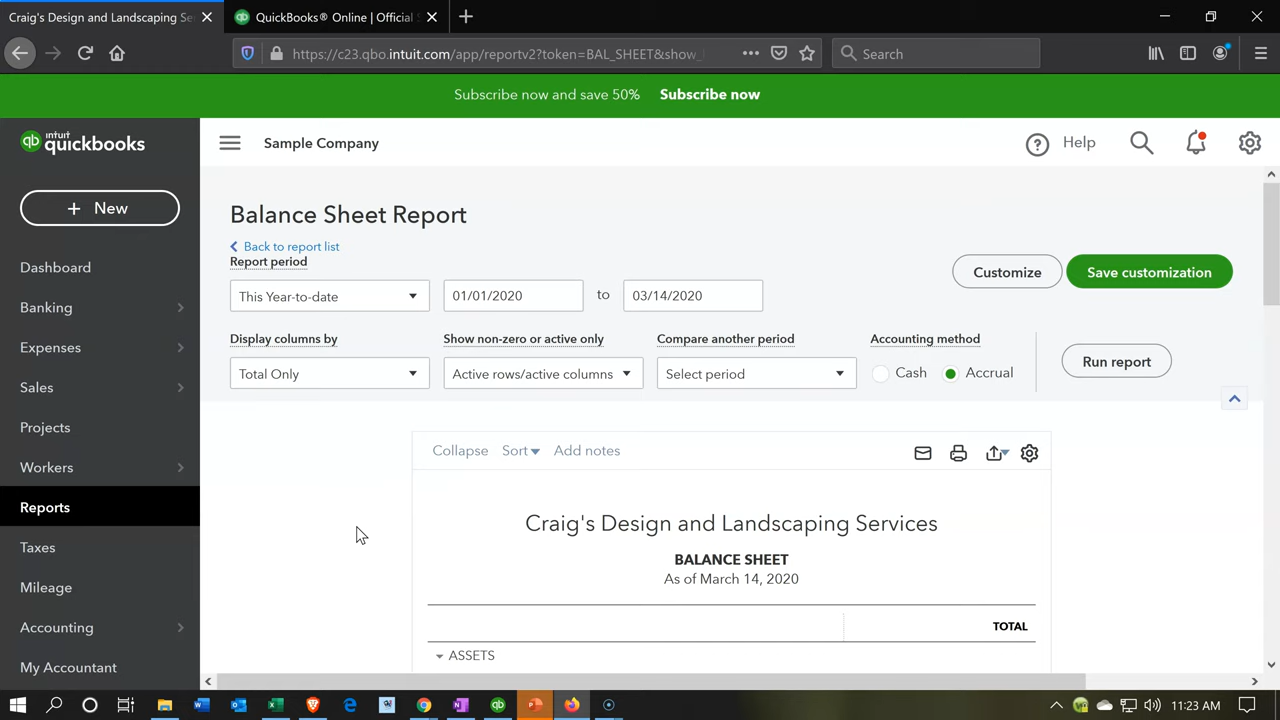 Craig's Design and Landscaping Se
QuickBooks® Online | Official
https://c23.qbo.intuit.com/app/reportv2?token=BAL_SHEET&show_
Search
Subscribe now and save 50% Subscribe now
intuit
quickbooks
Sample Company
Help
+ New
Dashboard
Banking
Expenses
Sales
Projects
Workers
Reports
Taxes
Mileage
Accounting
My Accountant
Balance Sheet Report
Back to report list
Report period
This Year-to-date
01/01/2020
to
03/14/2020
Customize
Save customization
Display columns by
Show non-zero or active only
Compare another period
Accounting method
Total Only
Active rows/active columns
Select period
Cash
Accrual
Run report
Collapse
Sort
Add notes
Craig's Design and Landscaping Services
BALANCE SHEET
As of March 14, 2020
TOTAL
ASSETS
11:23 AM